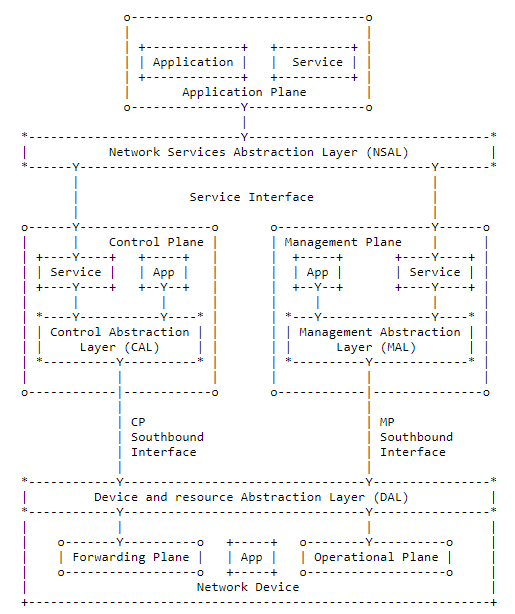 Application Service
Application Plane
Network Services Abstraction Layer (NSAL)
Service Interface
Control Plane Management Plane
Service App App Service
Control Abstraction Management Abstraction
Layer (CAL) Layer (MAL)
CP MP
Southbound Southbound
Interface Interface
Device and resource Abstraction Layer (DAL)
Forwarding Plane App Operational Plane
Network Device